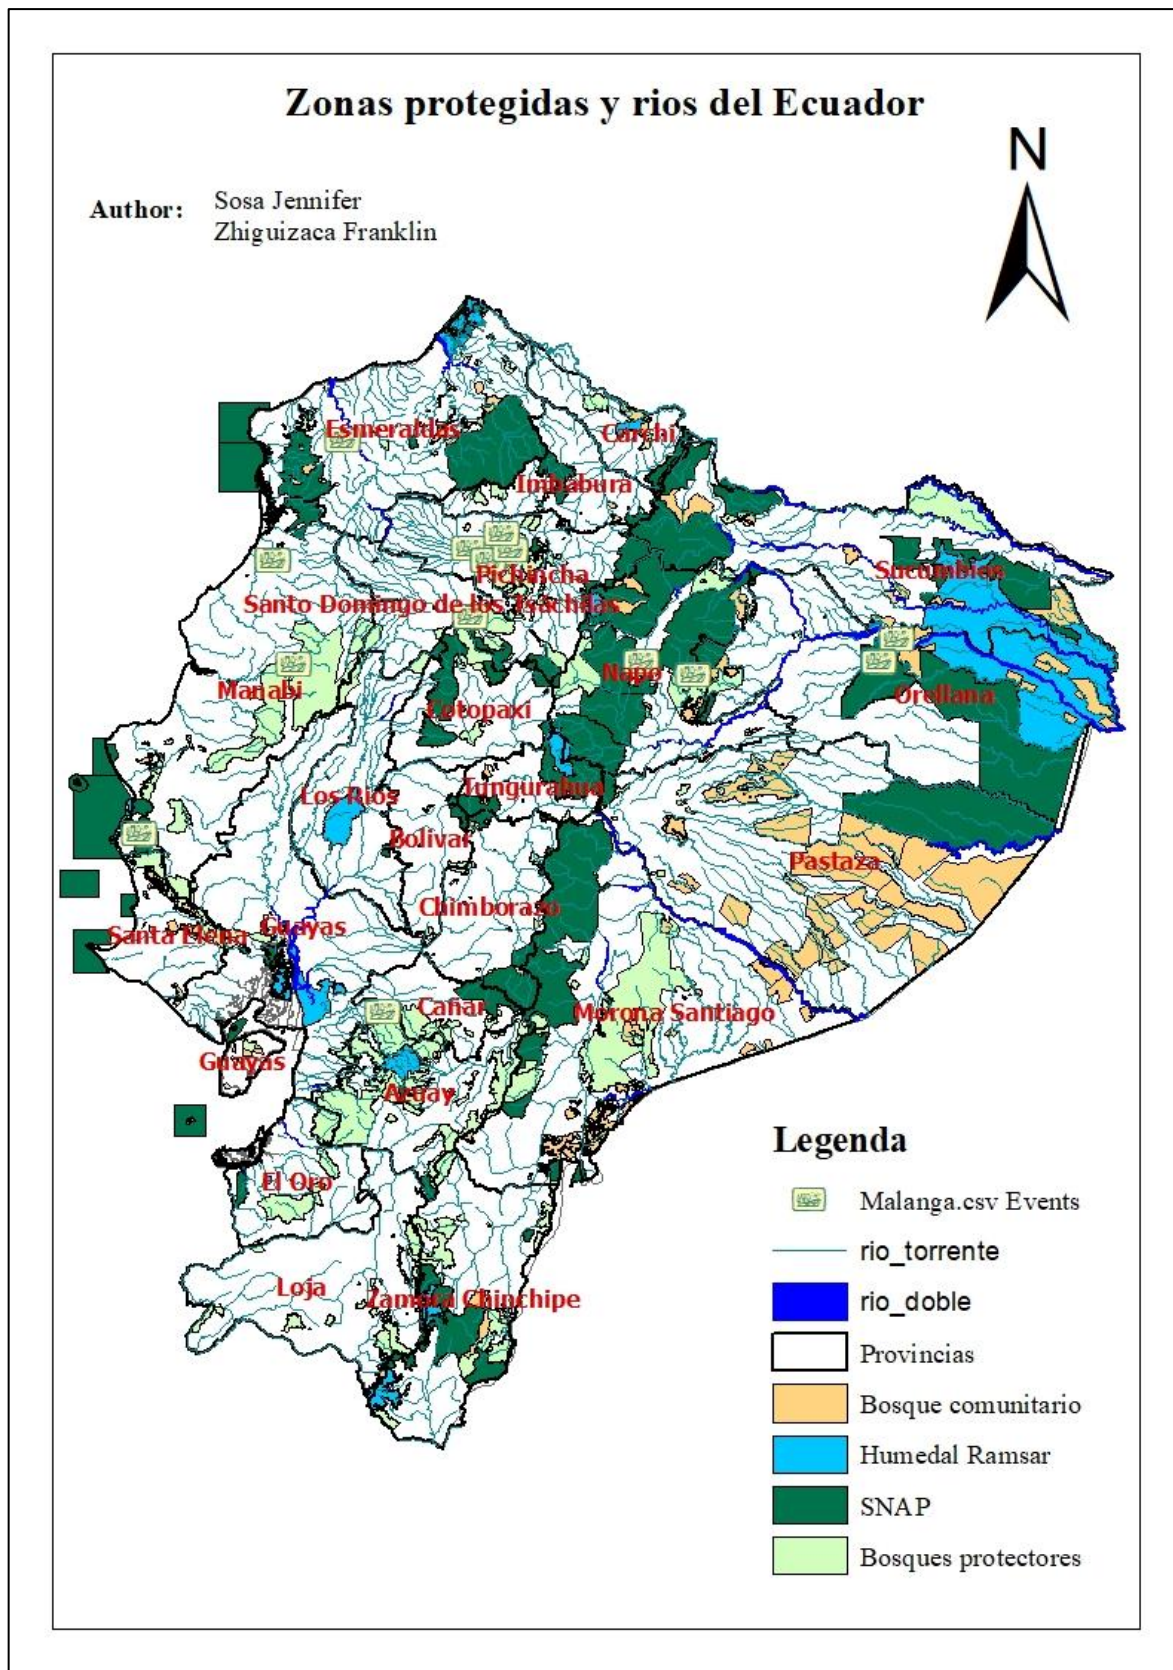 Zonas protegidas y rios del Ecuador
N
Author:
Sosa Jennifer
Zhiguizaca Franklin
Esmeraldas
Carchi
Imbabura
Pichincha
Sucumbios
Santo Domingo de los Tsáchilas
Manabi
Napo
Orellana
Cotopaxi
Los Rios
Tungurahua
Bolivar
Pastaza
Chimborazo
Santa Elena
Guayas
Cañar
Morona Santiago
Guayas
Azuay
El Oro
Loja
Zamora Chinchipe
Legenda
Malanga.csv Events
rio_torrente
rio_doble
Provincias
Bosque comunitario
Humedal Ramsar
SNAP
Bosques protectores